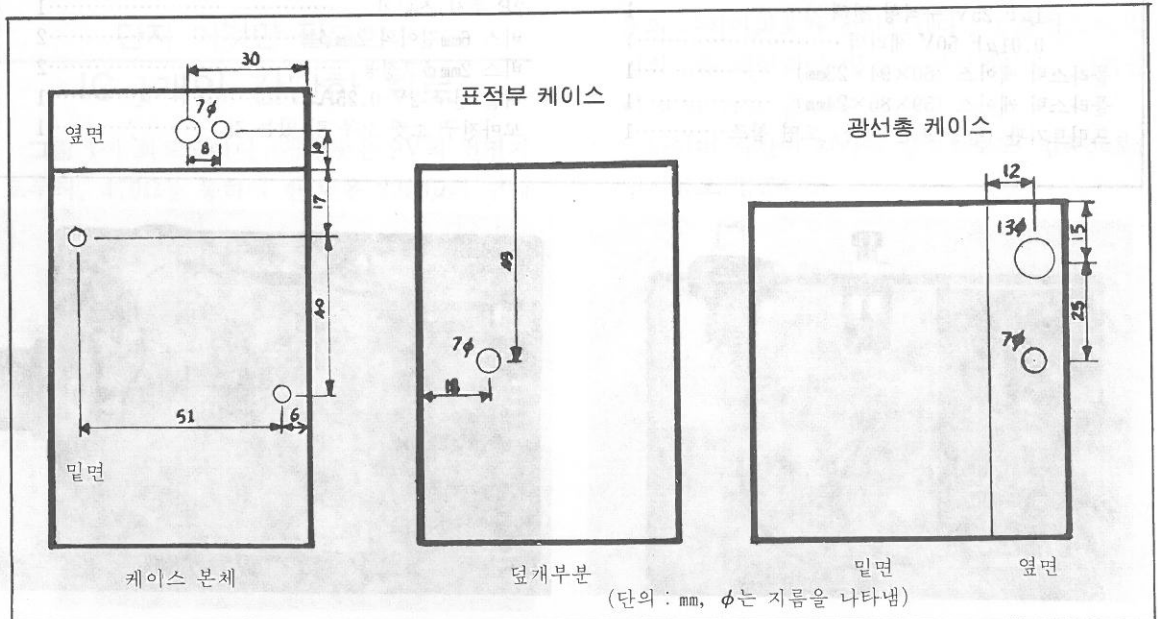 표적부 케이스
광선총 케이스
30
7φ
옆면
8
17
40
51
6
밑면
49
7φ
18
12
13φ
15
25
7φ
케이스 본체
덮개부분
밑면
옆면
(단의 : mm, φ는 지름을 나타냄)